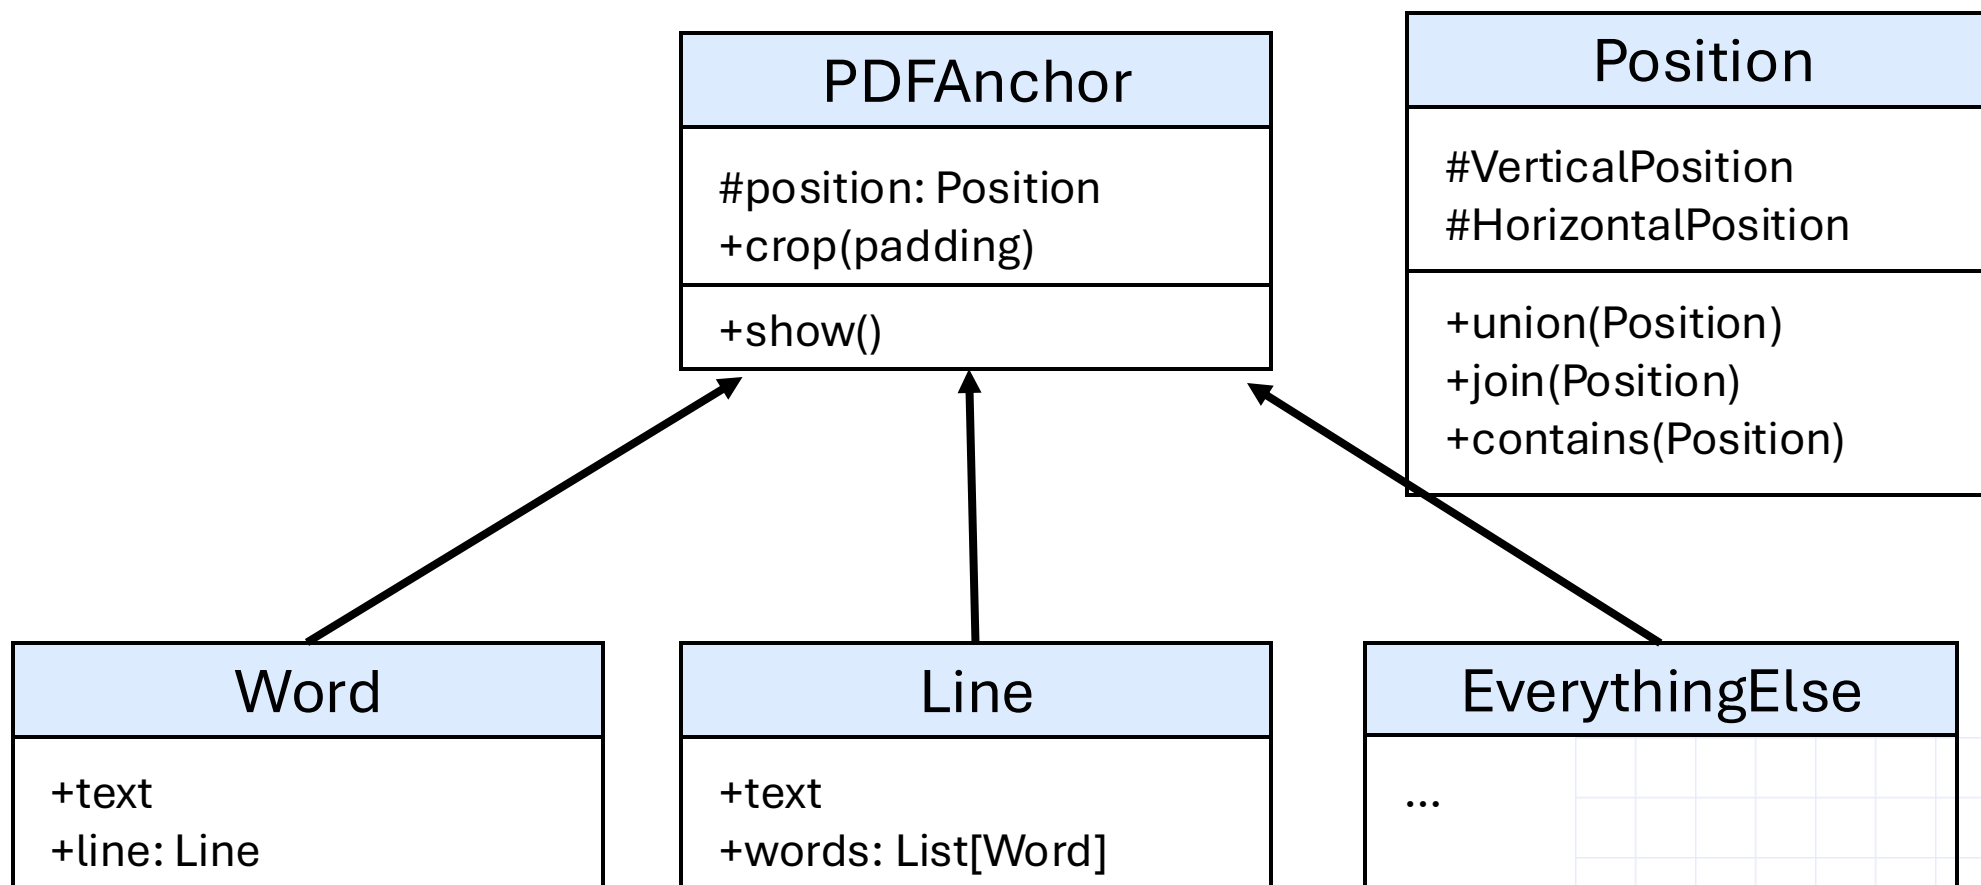 PDFAnchor
#position: Position
+crop(padding)
+show()
Position
#VerticalPosition
#HorizontalPosition
+union(Position)
+join(Position)
+contains(Position)
Word
+text
+line: Line
Line
+text
+words: List[Word]
EverythingElse
...